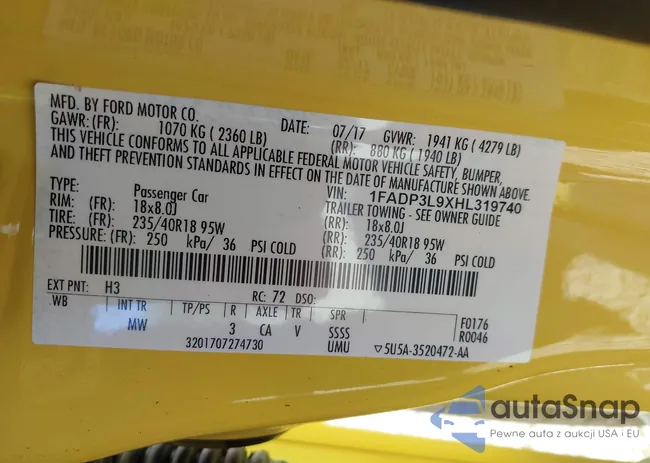 MFD. BY FORD MOTOR CO.
DATE: 07/17 GVWR: 1941 KG ( 4279 LB)
GAWR: (FR): 1070 KG ( 2360 LB) (RR): 880 KG ( 1940 LB)
THIS VEHICLE CONFORMS TO ALL APPLICABLE FEDERAL MOTOR VEHICLE SAFETY, BUMPER,
AND THEFT PREVENTION STANDARDS IN EFFECT ON THE DATE OF MANUFACTURE SHOWN ABOVE.
VIN: 1FADP3L9XHL319740
TYPE: Passenger Car TRAILER TOWING - SEE OWNER GUIDE
RIM: (FR): 18x8.0J (RR): 18x8.0J
TIRE: (FR): 235/40R18 95W (RR): 235/40R18 95W
PRESSURE: (FR): 250 kPa/ 36 PSI COLD (RR): 250 kPa/ 36 PSI COLD
EXT PNT: H3 RC: 72 DSO: F0176
WB INT TR TP/PS R AXLE TR SPR R0046
MW 3 CA V SSSS
3201707274730 UMU ▽5U5A-3520472-AA
autaSnap
Pewne auta z aukcji USA i EU